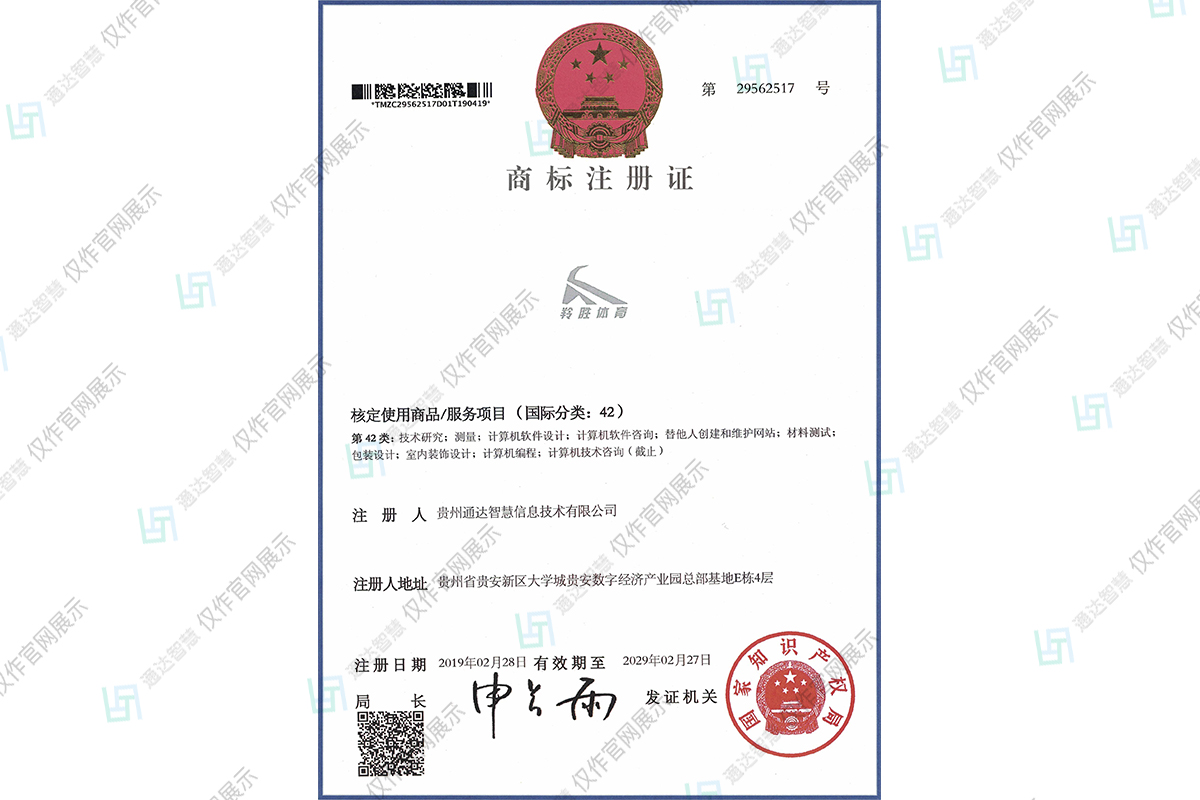 *TMZC29562517D01T190419*
第 29562517 号
商标注册证
羚胜体育
核定使用商品/服务项目（国际分类：42）
第 42 类：技术研究；测量；计算机软件设计；计算机软件咨询；替他人创建和维护网站；材料测试；
包装设计；室内装饰设计；计算机编程；计算机技术咨询（截止）
注 册 人 贵州通达智慧信息技术有限公司
注册人地址 贵州省贵安新区大学城贵安数字经济产业园总部基地E栋4层
注册日期 2019年02月28日 有效期至 2029年02月27日
局 长 申长雨 发证机关
国家知识产权局
通达智慧 仅作官网展示